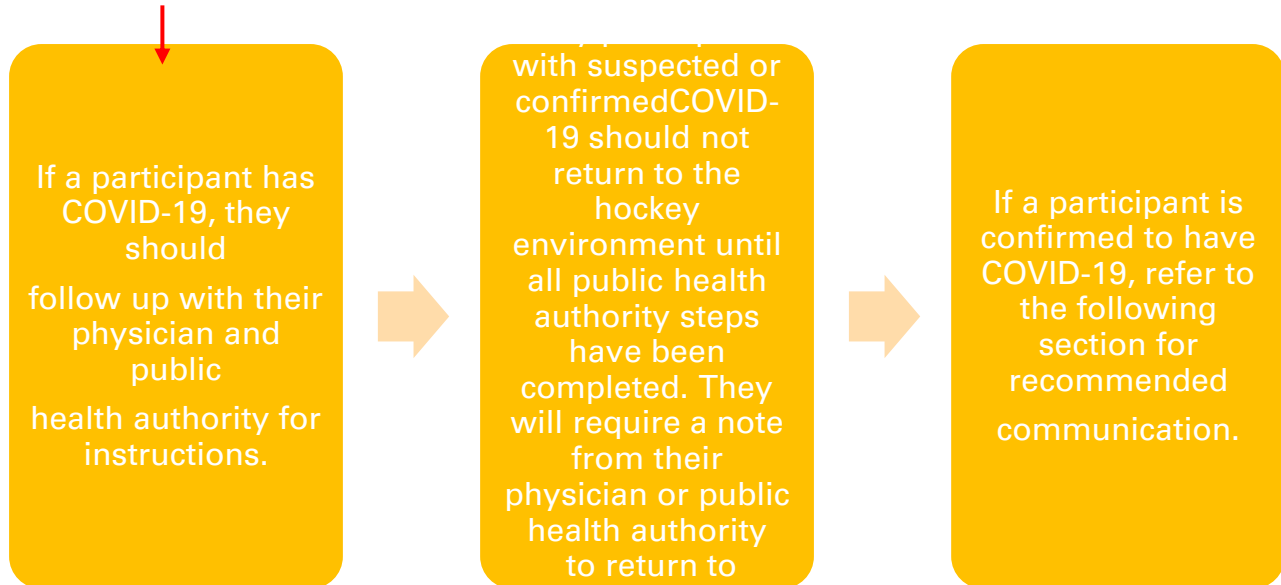 If a participant has
COVID-19, they
should
follow up with their
physician and
public
health authority for
instructions.
with suspected or
confirmedCOVID-
19 should not
return to the
hockey
environment until
all public health
authority steps
have been
completed. They
will require a note
from their
physician or public
health authority
to return to
If a participant is
confirmed to have
COVID-19, refer to
the following
section for
recommended
communication.